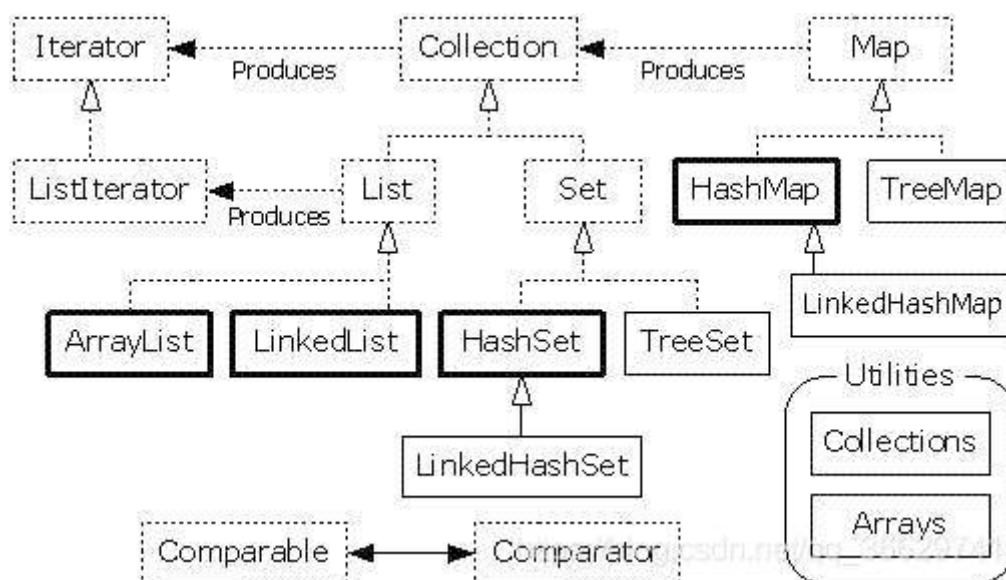 Iterator
Collection
Map
Produces
Produces
ListIterator
List
Set
HashMap
TreeMap
Produces
LinkedHashMap
ArrayList
LinkedList
HashSet
TreeSet
Utilities
Collections
LinkedHashSet
Arrays
Comparable
Comparator